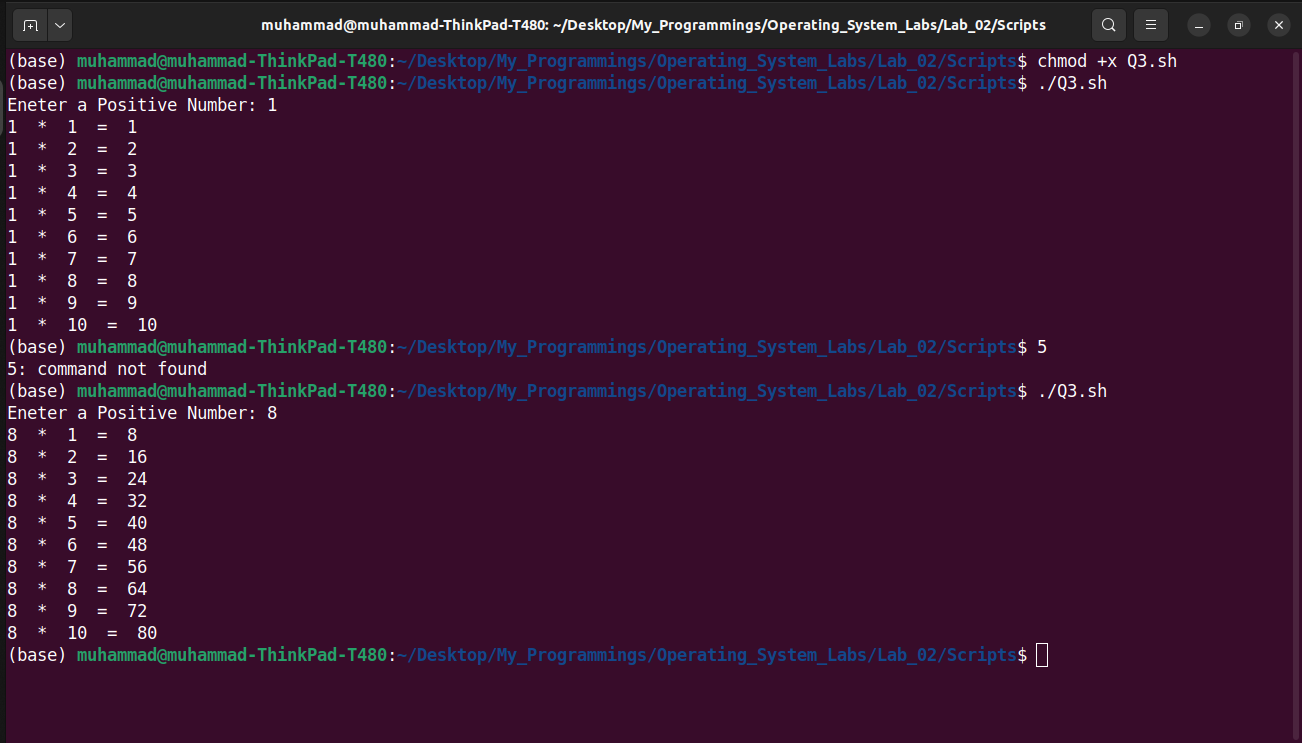 muhammad@muhammad-ThinkPad-T480: ~/Desktop/My_Programmings/Operating_System_Labs/Lab_02/Scripts
(base) muhammad@muhammad-ThinkPad-T480:~/Desktop/My_Programmings/Operating_System_Labs/Lab_02/Scripts$ chmod +x Q3.sh
(base) muhammad@muhammad-ThinkPad-T480:~/Desktop/My_Programmings/Operating_System_Labs/Lab_02/Scripts$ ./Q3.sh
Eneter a Positive Number: 1
1  *  1  =  1
1  *  2  =  2
1  *  3  =  3
1  *  4  =  4
1  *  5  =  5
1  *  6  =  6
1  *  7  =  7
1  *  8  =  8
1  *  9  =  9
1  *  10  =  10
(base) muhammad@muhammad-ThinkPad-T480:~/Desktop/My_Programmings/Operating_System_Labs/Lab_02/Scripts$ 5
5: command not found
(base) muhammad@muhammad-ThinkPad-T480:~/Desktop/My_Programmings/Operating_System_Labs/Lab_02/Scripts$ ./Q3.sh
Eneter a Positive Number: 8
8  *  1  =  8
8  *  2  =  16
8  *  3  =  24
8  *  4  =  32
8  *  5  =  40
8  *  6  =  48
8  *  7  =  56
8  *  8  =  64
8  *  9  =  72
8  *  10  =  80
(base) muhammad@muhammad-ThinkPad-T480:~/Desktop/My_Programmings/Operating_System_Labs/Lab_02/Scripts$